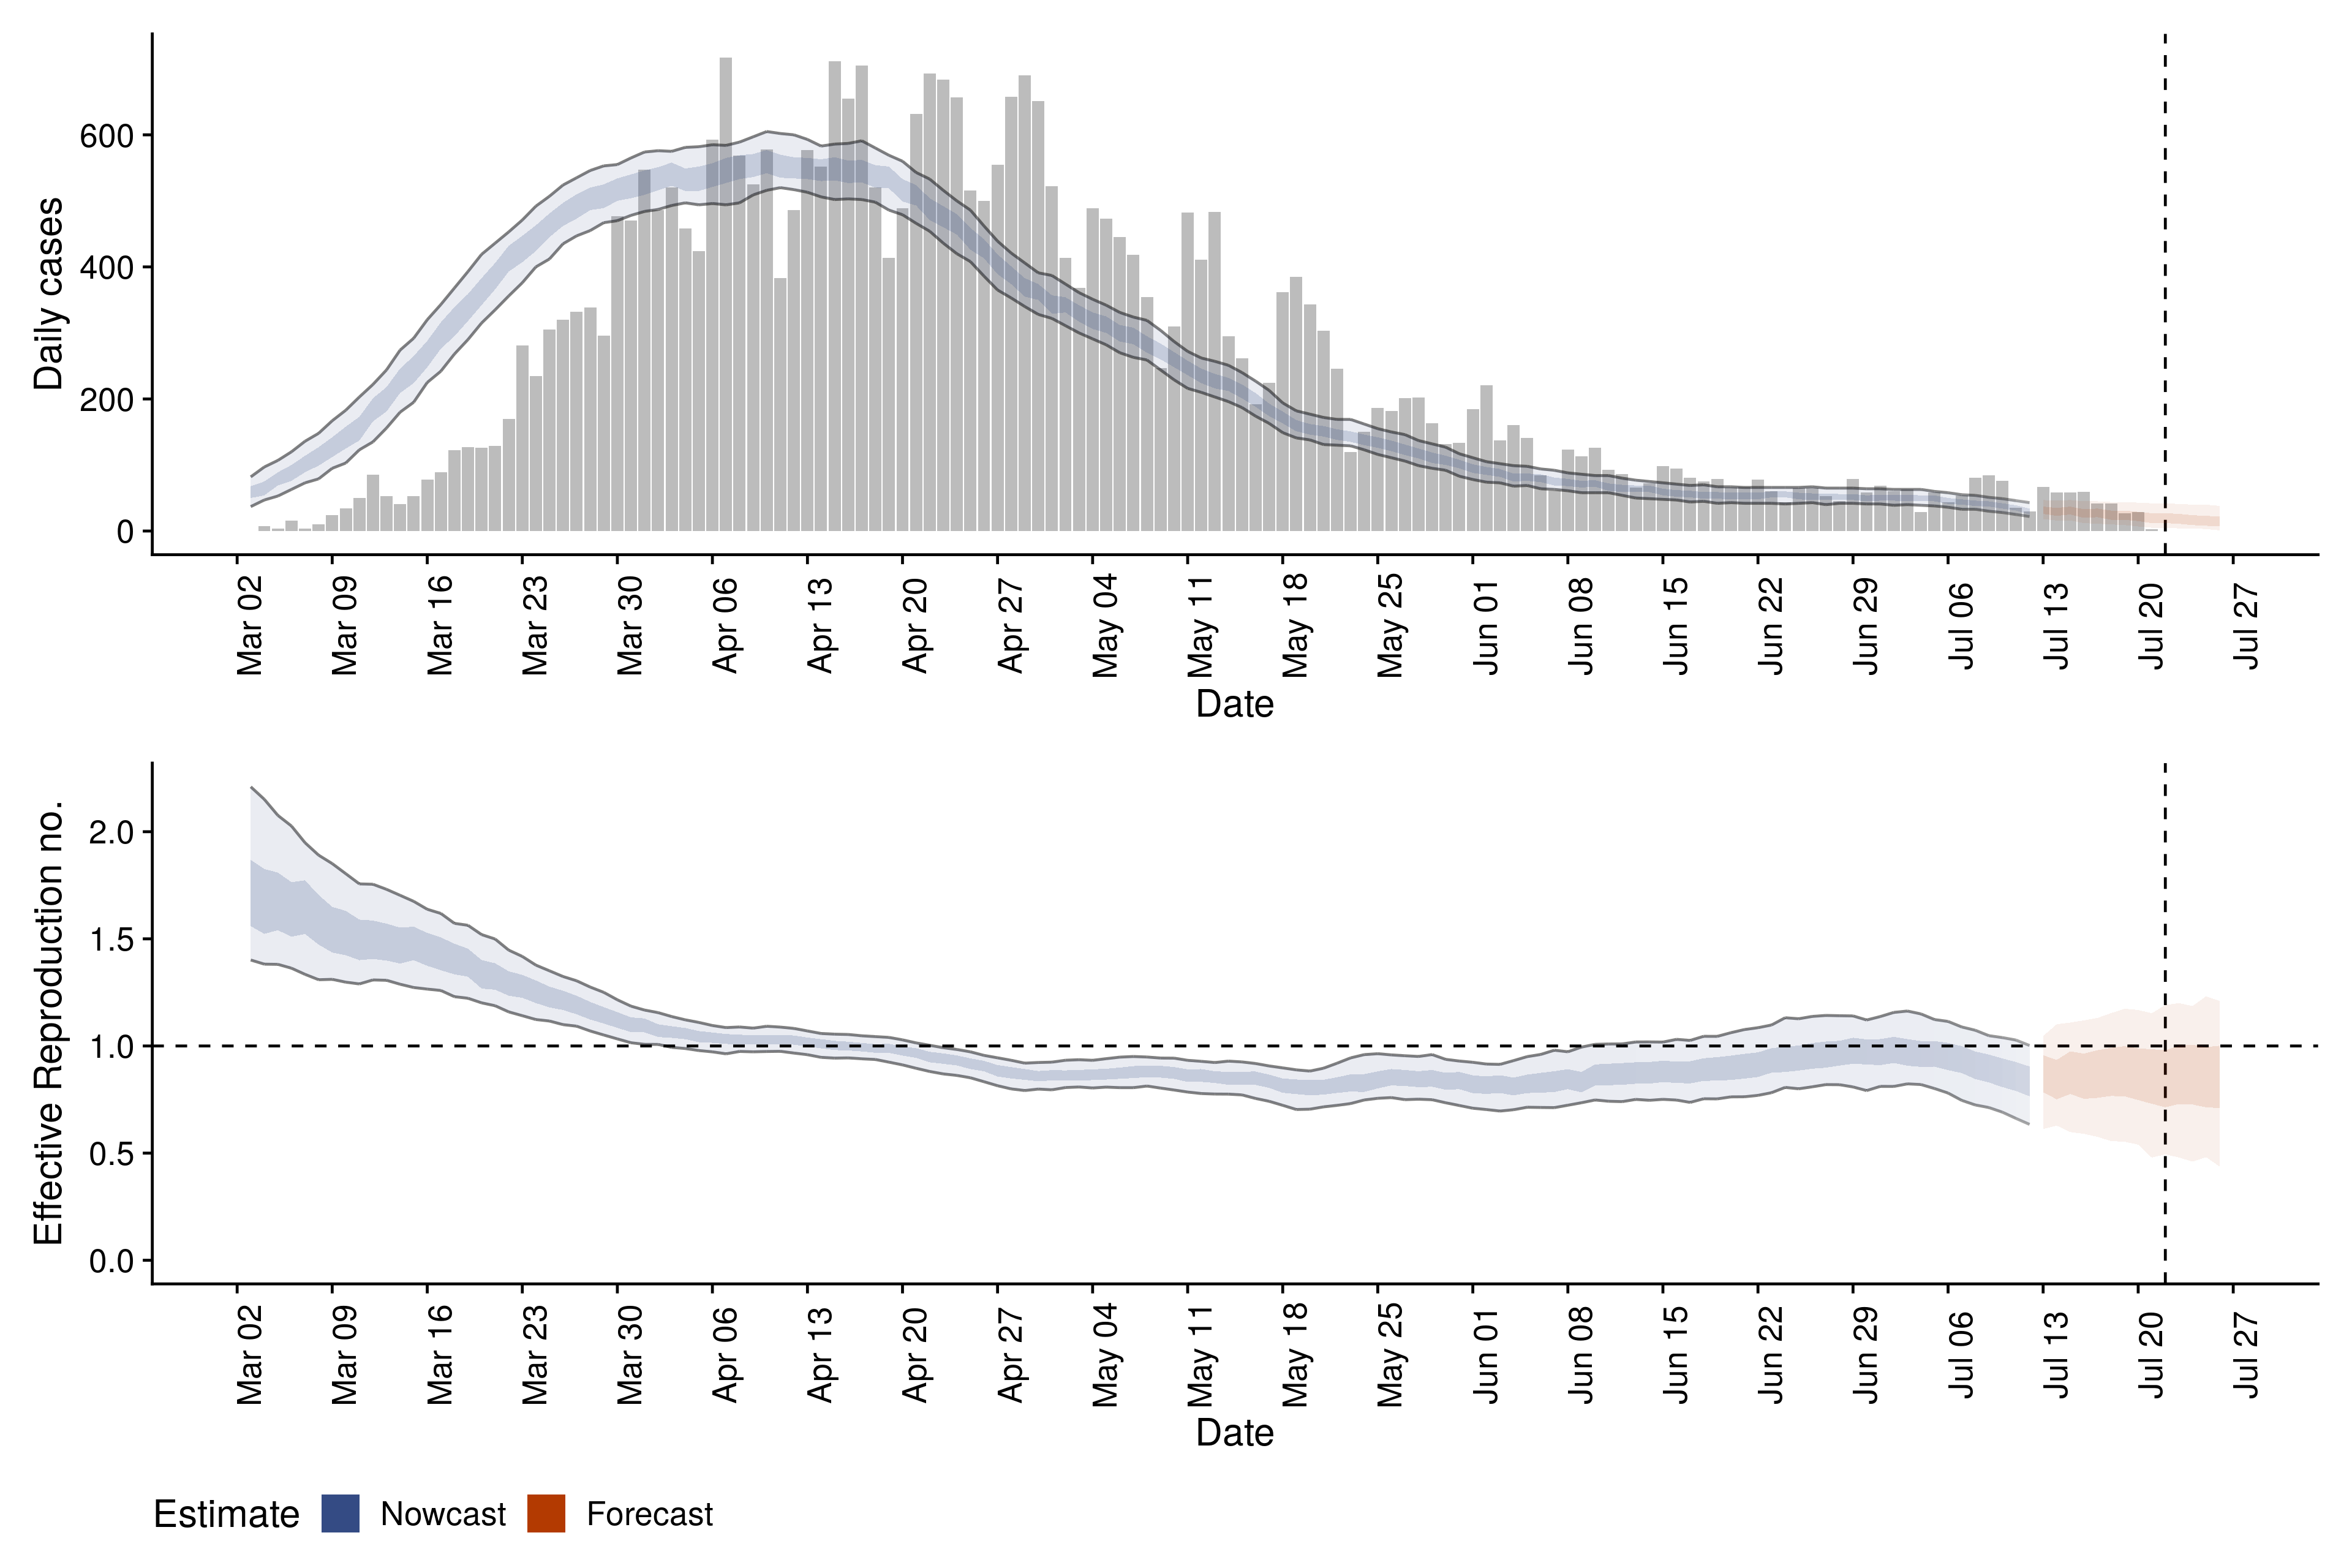 Daily cases
600
400
200
0
Mar 02 Mar 09 Mar 16 Mar 23 Mar 30 Apr 06 Apr 13 Apr 20 Apr 27 May 04 May 11 May 18 May 25 Jun 01 Jun 08 Jun 15 Jun 22 Jun 29 Jul 06 Jul 13 Jul 20 Jul 27
Date
Effective Reproduction no.
2.0
1.5
1.0
0.5
0.0
Mar 02 Mar 09 Mar 16 Mar 23 Mar 30 Apr 06 Apr 13 Apr 20 Apr 27 May 04 May 11 May 18 May 25 Jun 01 Jun 08 Jun 15 Jun 22 Jun 29 Jul 06 Jul 13 Jul 20 Jul 27
Date
Estimate Nowcast Forecast